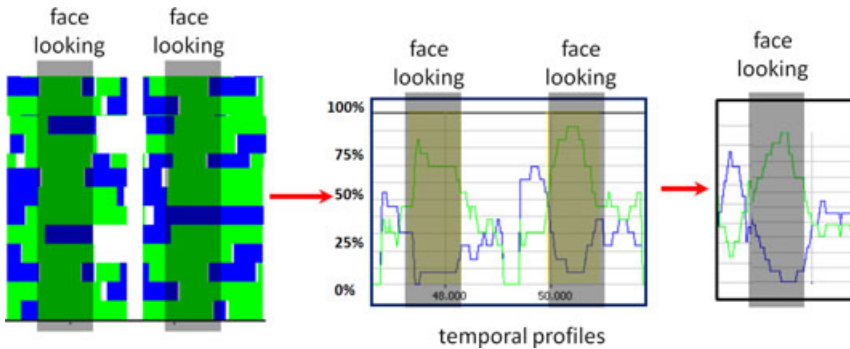 face
looking
face
looking
face
looking
face
looking
face
looking
100%
75%
50%
25%
0%
48.000
50.000
temporal profiles